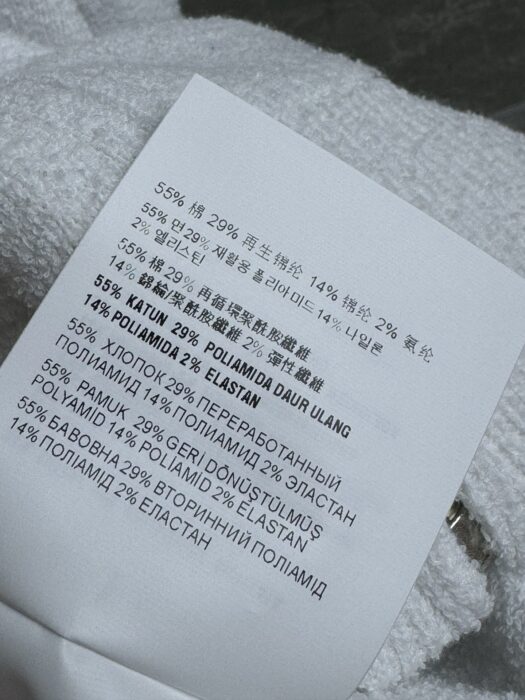 55% 棉 29% 再生锦纶 14% 锦纶 2% 氨纶
55% 면 29% 재활용 폴리아미드 14% 나일론
2% 엘리스틴
55% 棉 29% 再循環聚酰胺纖維
14% 錦綸/聚酰胺纖維 2% 彈性纖維
55% KATUN 29% POLIAMIDA DAUR ULANG
14% POLIAMIDA 2% ELASTAN
55% ХЛОПОК 29% ПЕРЕРАБОТАННЫЙ
ПОЛИАМИД 14% ПОЛИАМИД 2% ЭЛАСТАН
55% PAMUK 29% GERİ DÖNÜŞTÜLMÜŞ
POLYAMİD 14% POLİAMİD 2% ELASTAN
55% БАВОВНА 29% ВТОРИННИЙ ПОЛІАМІД
14% ПОЛІАМІД 2% ЕЛАСТАН